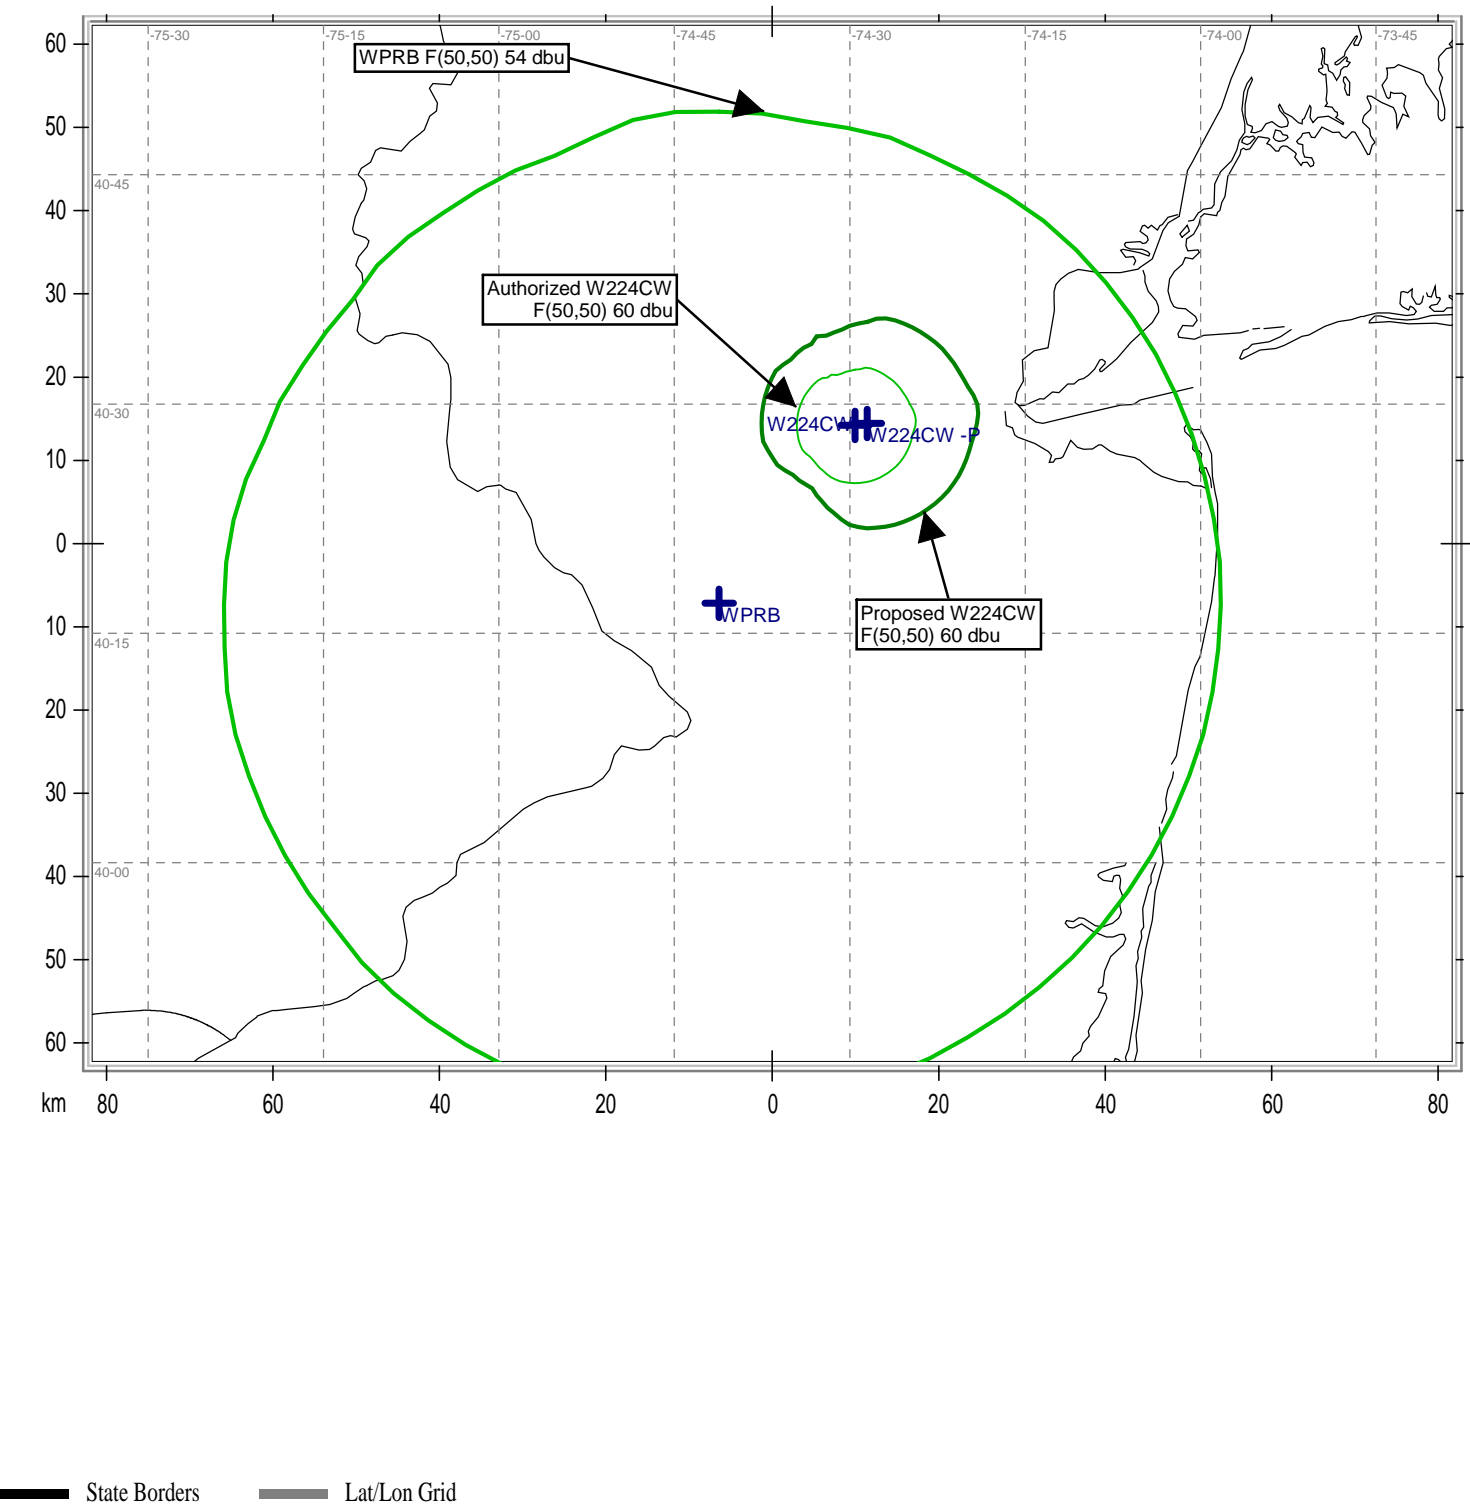 -75-30 -75-15 -75-00 -74-45 -74-30 -74-15 -74-00 -73-45
WPRB F(50,50) 54 dbu
60
50
40-45
40
Authorized W224CW
F(50,50) 60 dbu
30
20
40-30
W224CW
W224CW -P
10
0
Proposed W224CW
F(50,50) 60 dbu
WPRB
10
40-15
20
30
40-00
40
50
60
km 80 60 40 20 0 20 40 60 80
State Borders Lat/Lon Grid